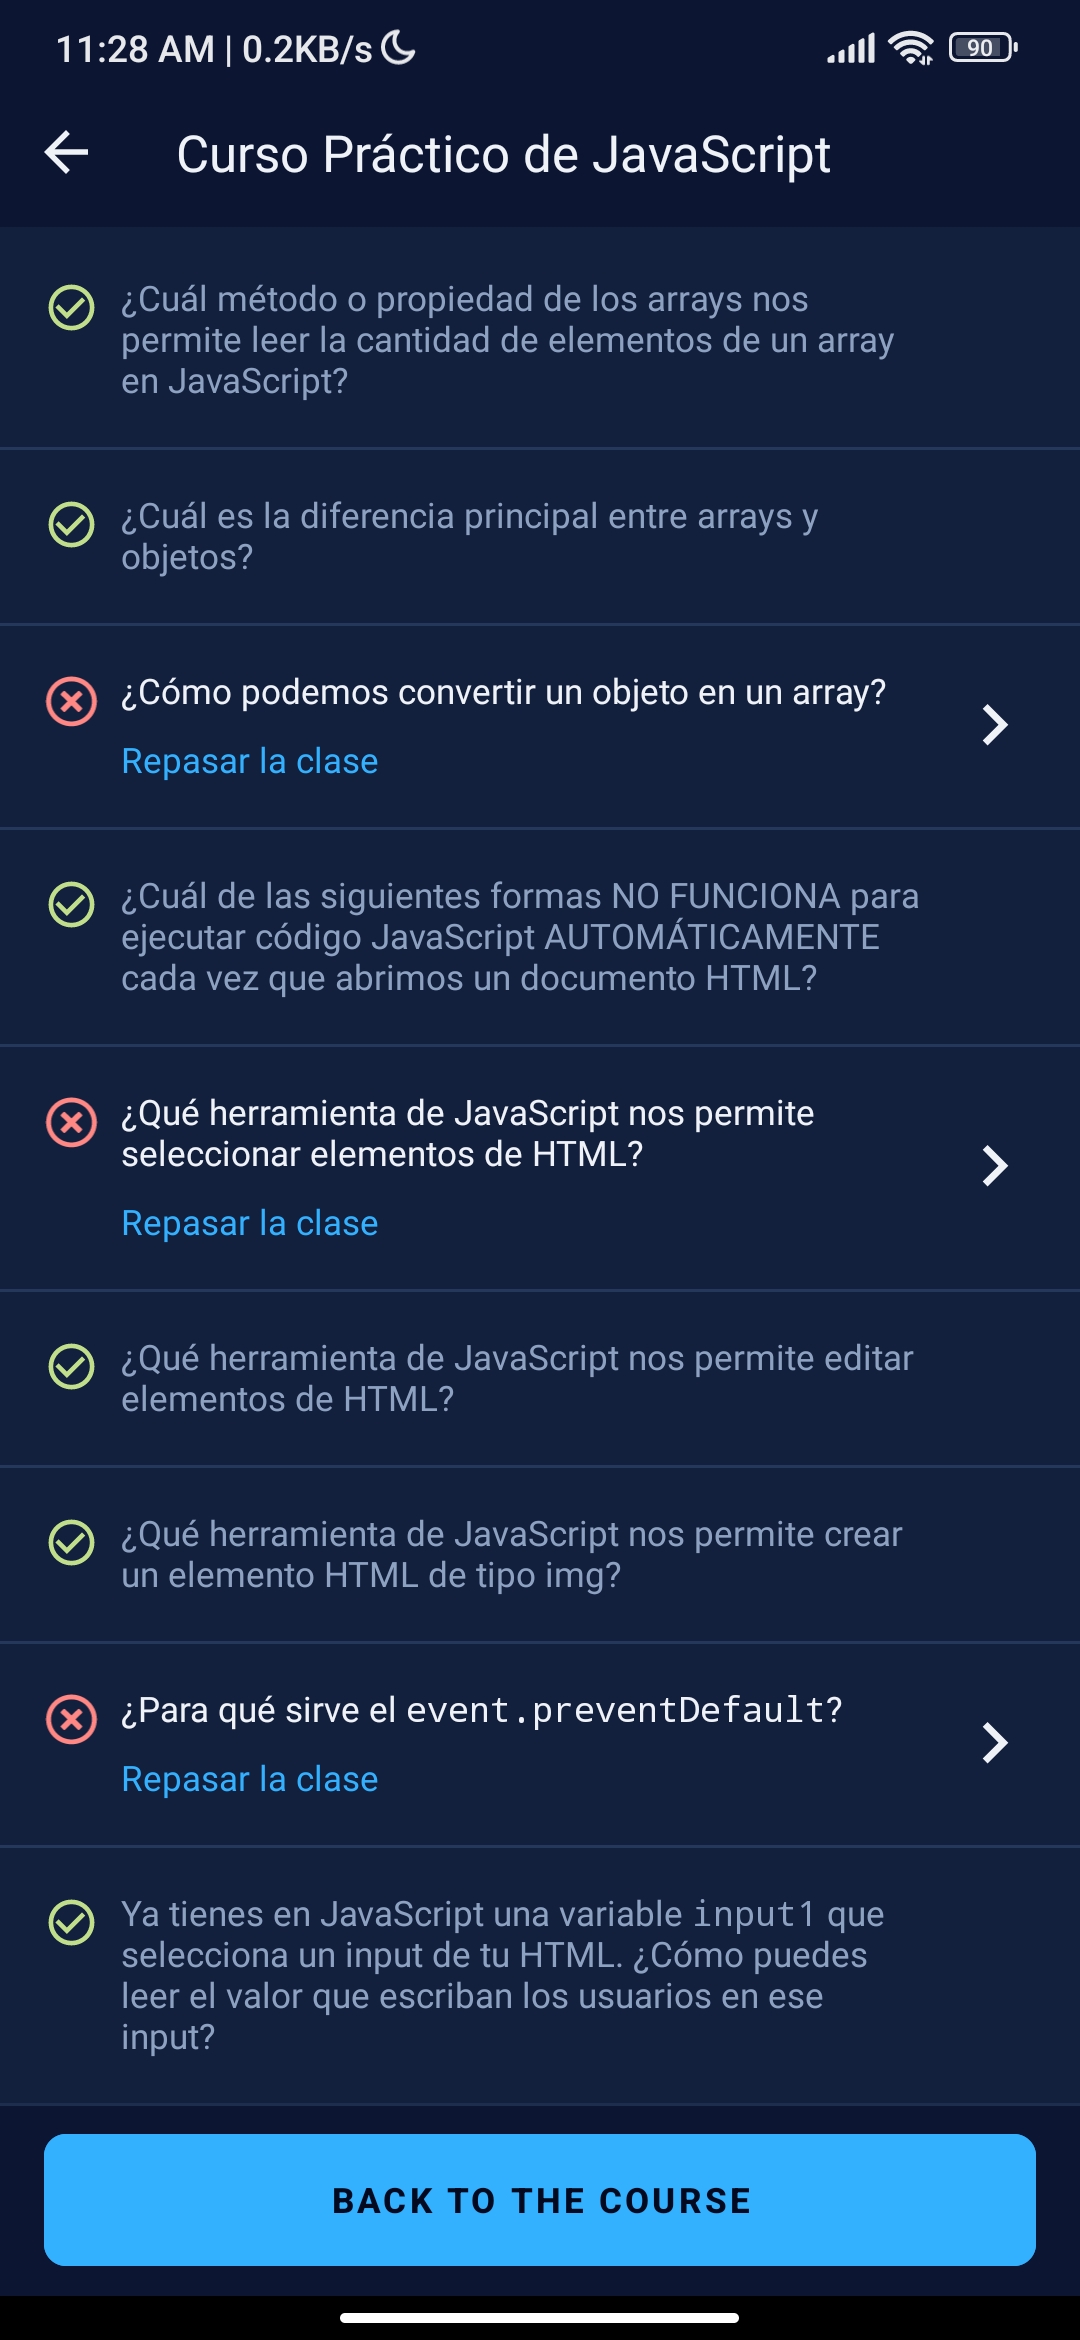 11:28 AM | 0.2KB/s
90
Curso Práctico de JavaScript
¿Cuál método o propiedad de los arrays nos
permite leer la cantidad de elementos de un array
en JavaScript?
¿Cuál es la diferencia principal entre arrays y
objetos?
¿Cómo podemos convertir un objeto en un array?
Repasar la clase
¿Cuál de las siguientes formas NO FUNCIONA para
ejecutar código JavaScript AUTOMÁTICAMENTE
cada vez que abrimos un documento HTML?
¿Qué herramienta de JavaScript nos permite
seleccionar elementos de HTML?
Repasar la clase
¿Qué herramienta de JavaScript nos permite editar
elementos de HTML?
¿Qué herramienta de JavaScript nos permite crear
un elemento HTML de tipo img?
¿Para qué sirve el event.preventDefault?
Repasar la clase
Ya tienes en JavaScript una variable input1 que
selecciona un input de tu HTML. ¿Cómo puedes
leer el valor que escriban los usuarios en ese
input?
BACK TO THE COURSE